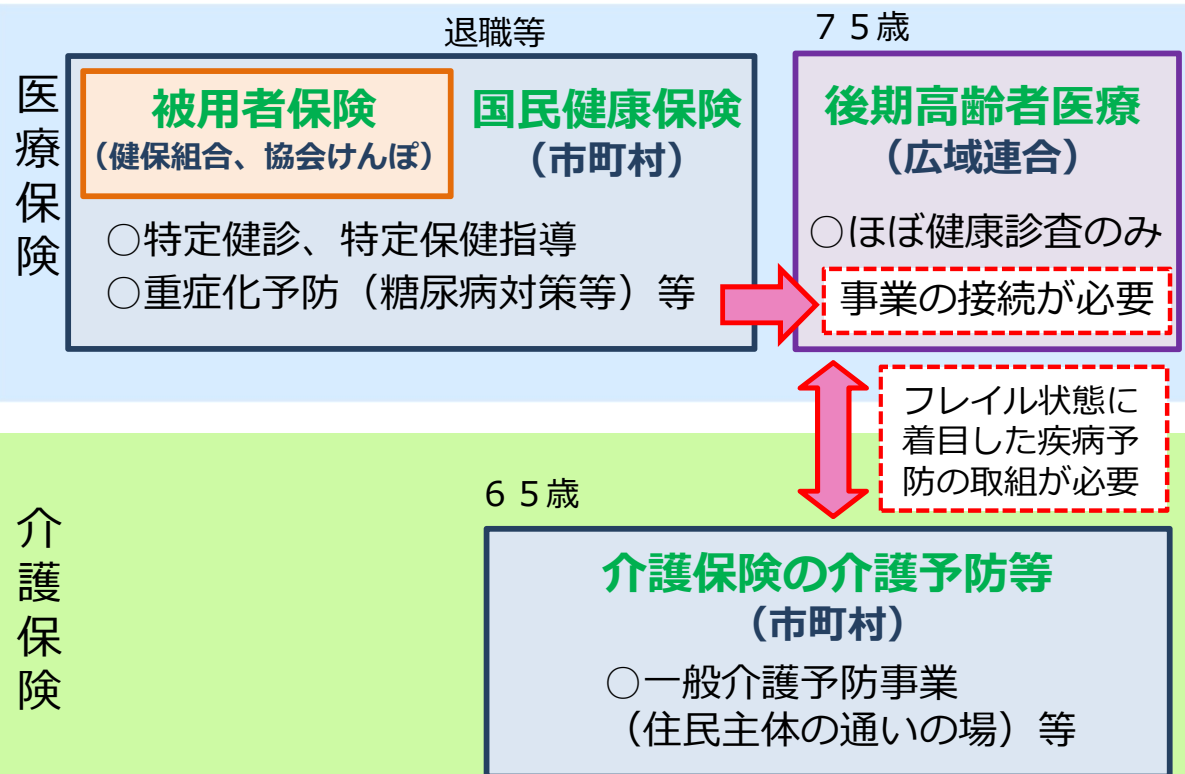 退職等
７５歳
医療保険
被用者保険
（健保組合、協会けんぽ）
国民健康保険
（市町村）
○特定健診、特定保健指導
○重症化予防（糖尿病対策等）等
後期高齢者医療
（広域連合）
○ほぼ健康診査のみ
事業の接続が必要
フレイル状態に
着目した疾病予
防の取組が必要
介護保険
６５歳
介護保険の介護予防等
（市町村）
○一般介護予防事業
（住民主体の通いの場）等